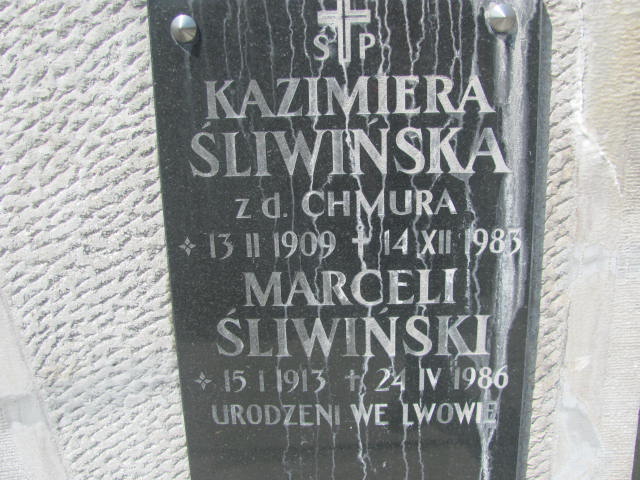 Ś P
KAZIMIERA
ŚLIWIŃSKA
z d. CHMURA
13 II 1909 + 14 XII 1983
MARCELI
ŚLIWIŃSKI
15 I 1913 + 24 IV 1986
URODZENI WE LWOWIE